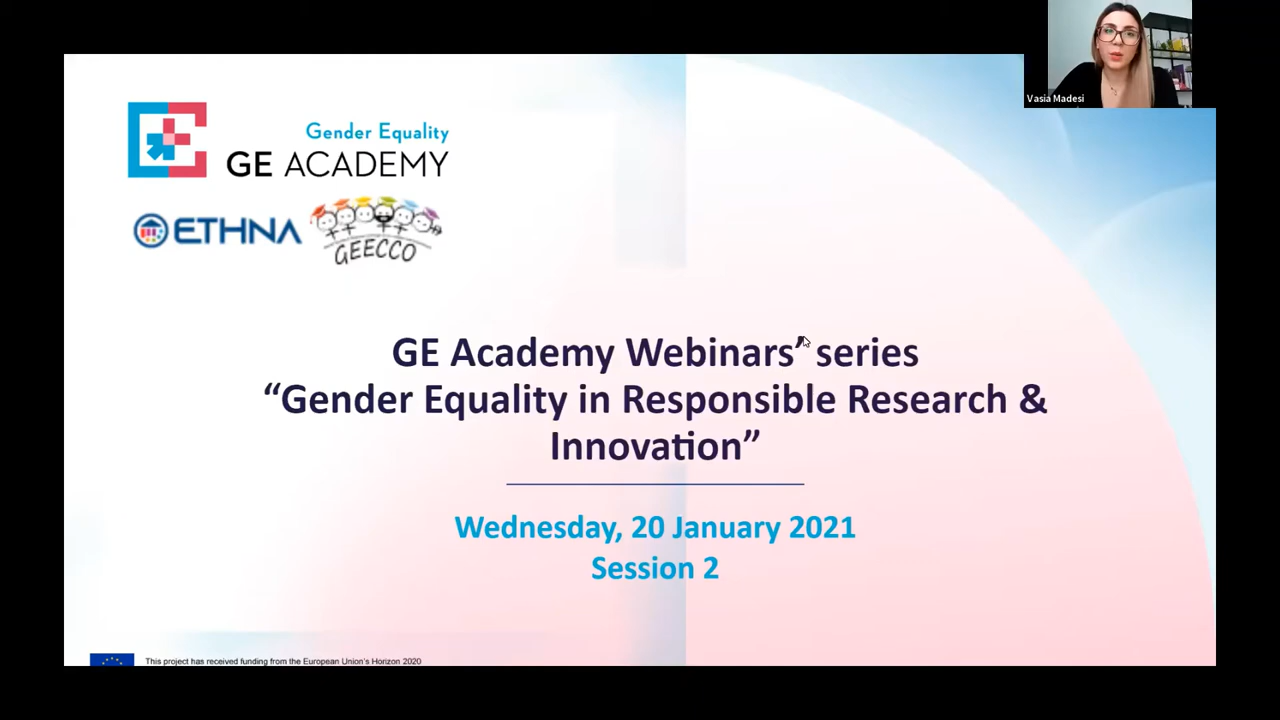 Vasia Madesi
Gender Equality
GE ACADEMY
ETHNA
GEECCO
GE Academy Webinars’ series
“Gender Equality in Responsible Research &
Innovation”
Wednesday, 20 January 2021
Session 2
This project has received funding from the European Union's Horizon 2020